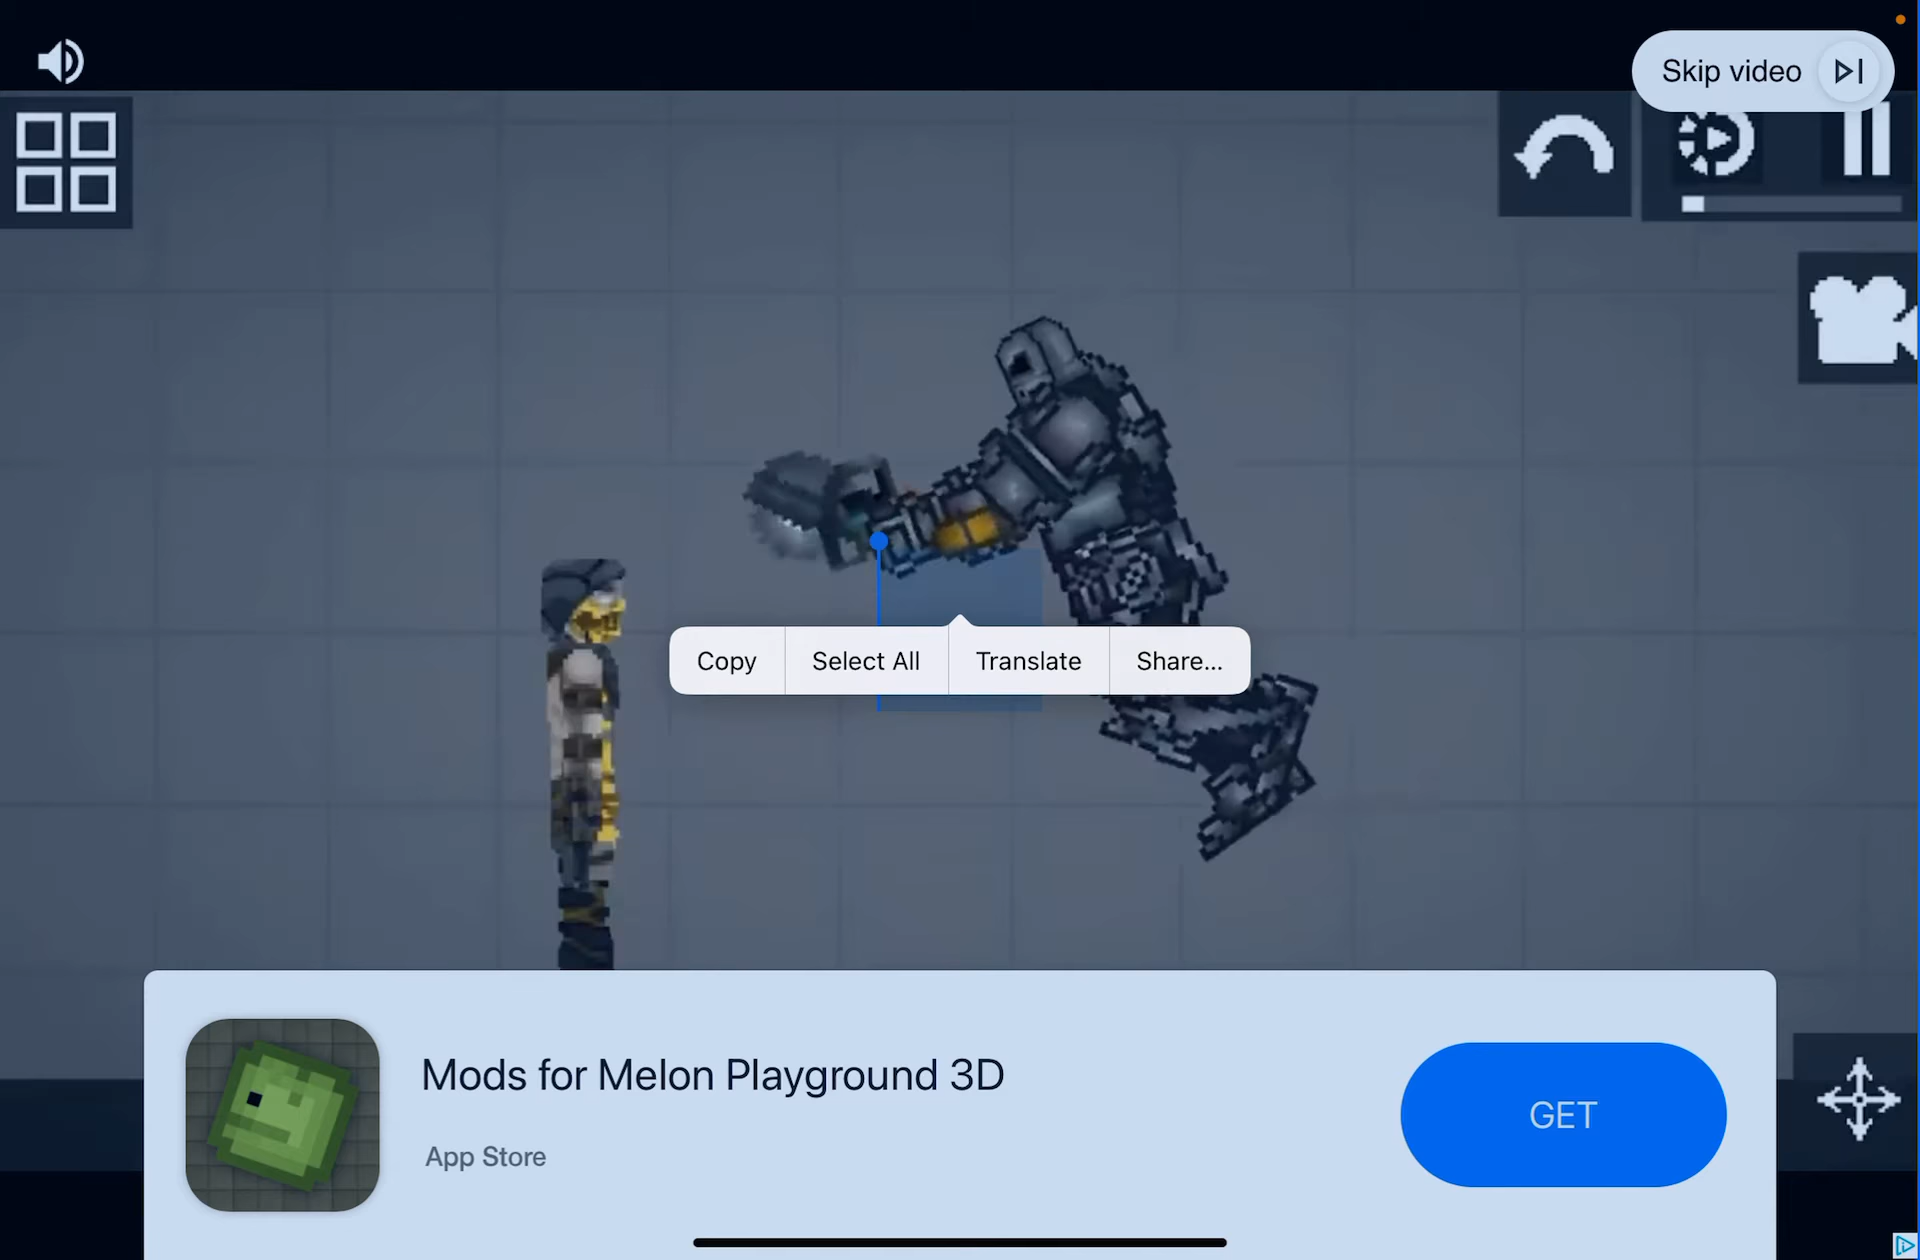 Skip video
Copy
Select All
Translate
Share...
Mods for Melon Playground 3D
App Store
GET